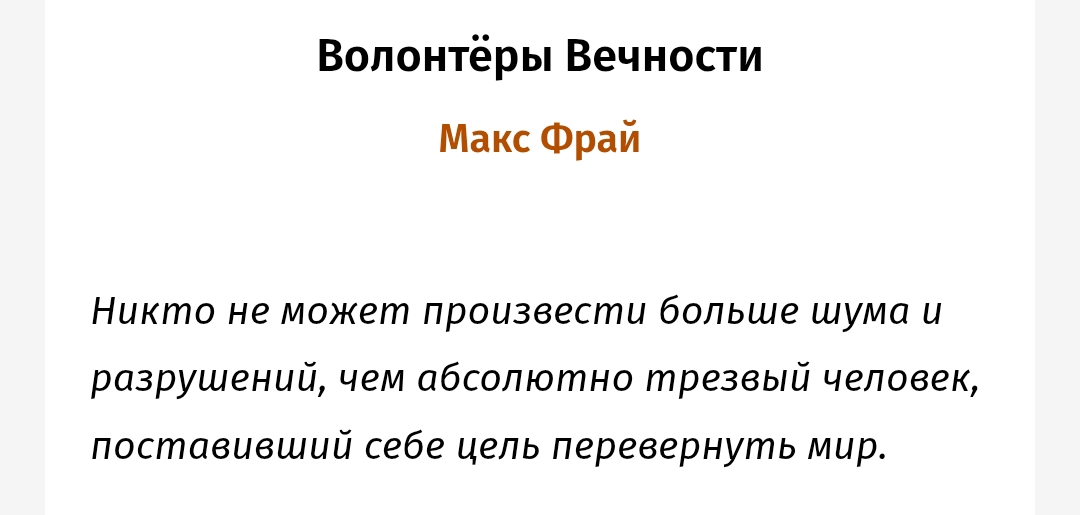 Волонтёры Вечности
Макс Фрай
Никто не может произвести больше шума и
разрушений, чем абсолютно трезвый человек,
поставивший себе цель перевернуть мир.